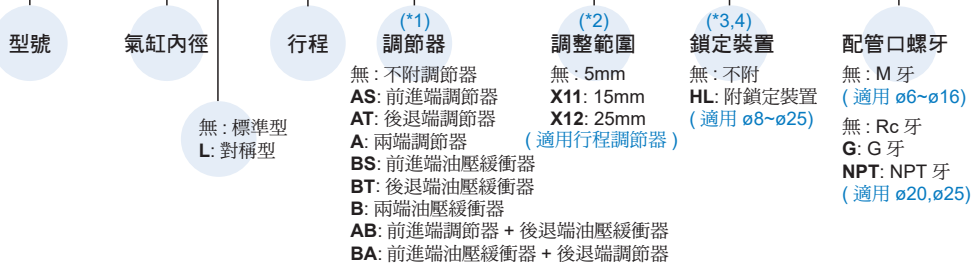 型號
氣缸內徑
無 : 標準型
L: 對稱型
行程
(*1)
調節器
無 : 不附調節器
AS: 前進端調節器
AT: 後退端調節器
A: 兩端調節器
BS: 前進端油壓緩衝器
BT: 後退端油壓緩衝器
B: 兩端油壓緩衝器
AB: 前進端調節器 + 後退端油壓緩衝器
BA: 前進端油壓緩衝器 + 後退端調節器
(*2)
調整範圍
無 : 5mm
X11: 15mm
X12: 25mm
( 適用行程調節器 )
(*3,4)
鎖定裝置
無 : 不附
HL: 附鎖定裝置
( 適用 ø8~ø25)
配管口螺牙
無 : M 牙
( 適用 ø6~ø16)
無 : Rc 牙
G: G 牙
NPT: NPT 牙
( 適用 ø20,ø25)